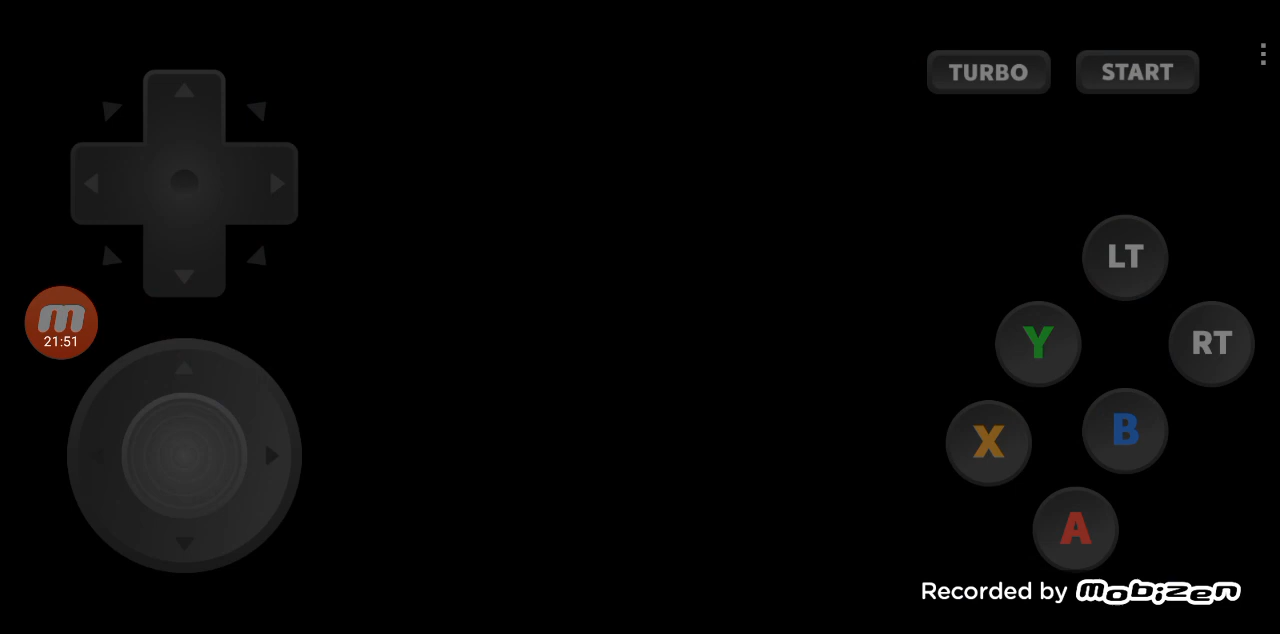 TURBO START
LT
Y RT
m
21:51
X B
A
Recorded by mobizen